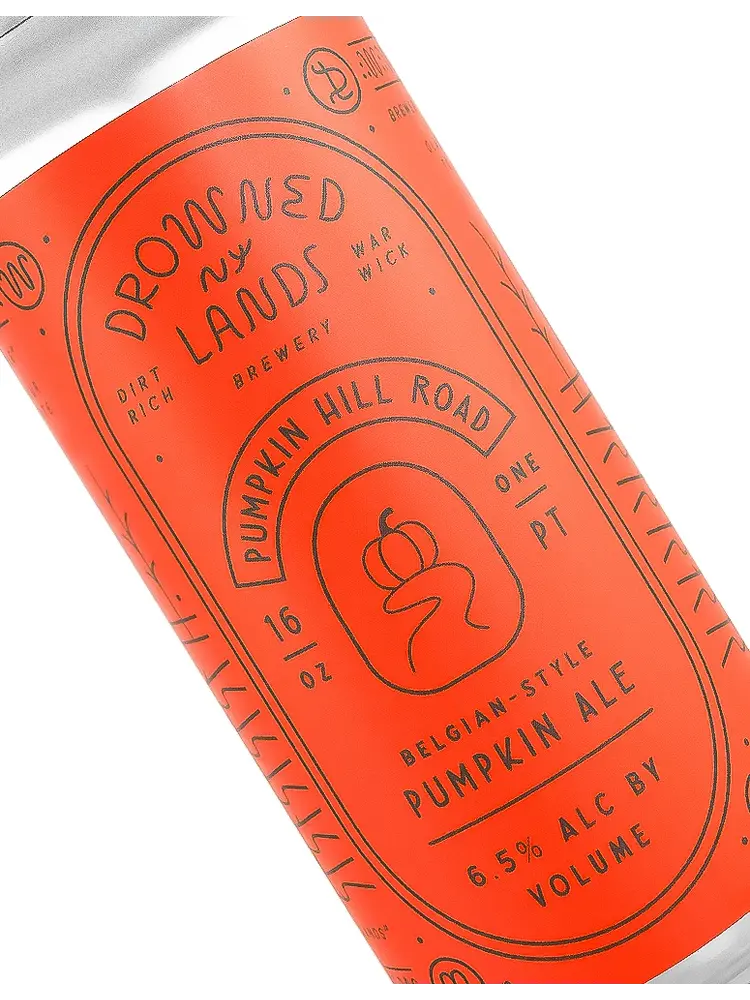 DROWNED
NY
LANDS
WAR
WICK
DIRT
RICH
BREWERY
PUMPKIN HILL ROAD
ONE
PT
16
OZ
BELGIAN-STYLE
PUMPKIN ALE
6.5% ALC BY
VOLUME